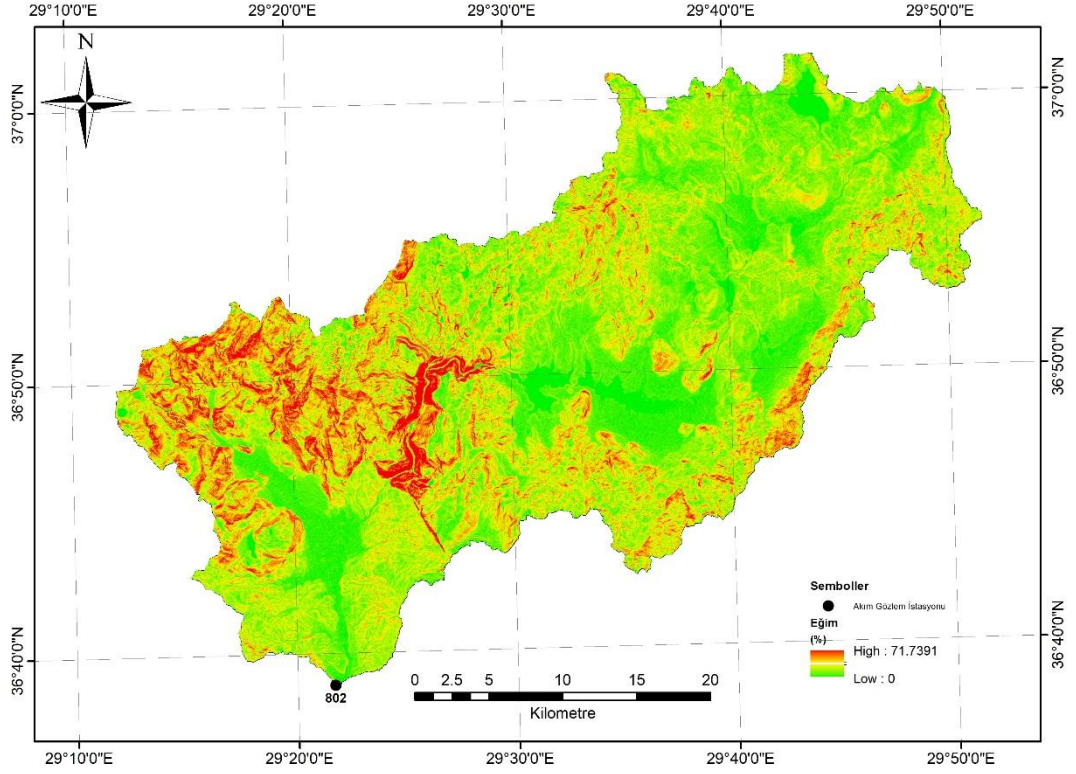 29°10'0"E 29°20'0"E 29°30'0"E 29°40'0"E 29°50'0"E
N
37°0'0"N 37°0'0"N
36°50'0"N 36°50'0"N
36°40'0"N 36°40'0"N
Semboller
Akım Gözlem İstasyonu
Eğim
(%)
High : 71.7391
Low : 0
802
0 2.5 5 10 15 20
Kilometre
29°10'0"E 29°20'0"E 29°30'0"E 29°40'0"E 29°50'0"E